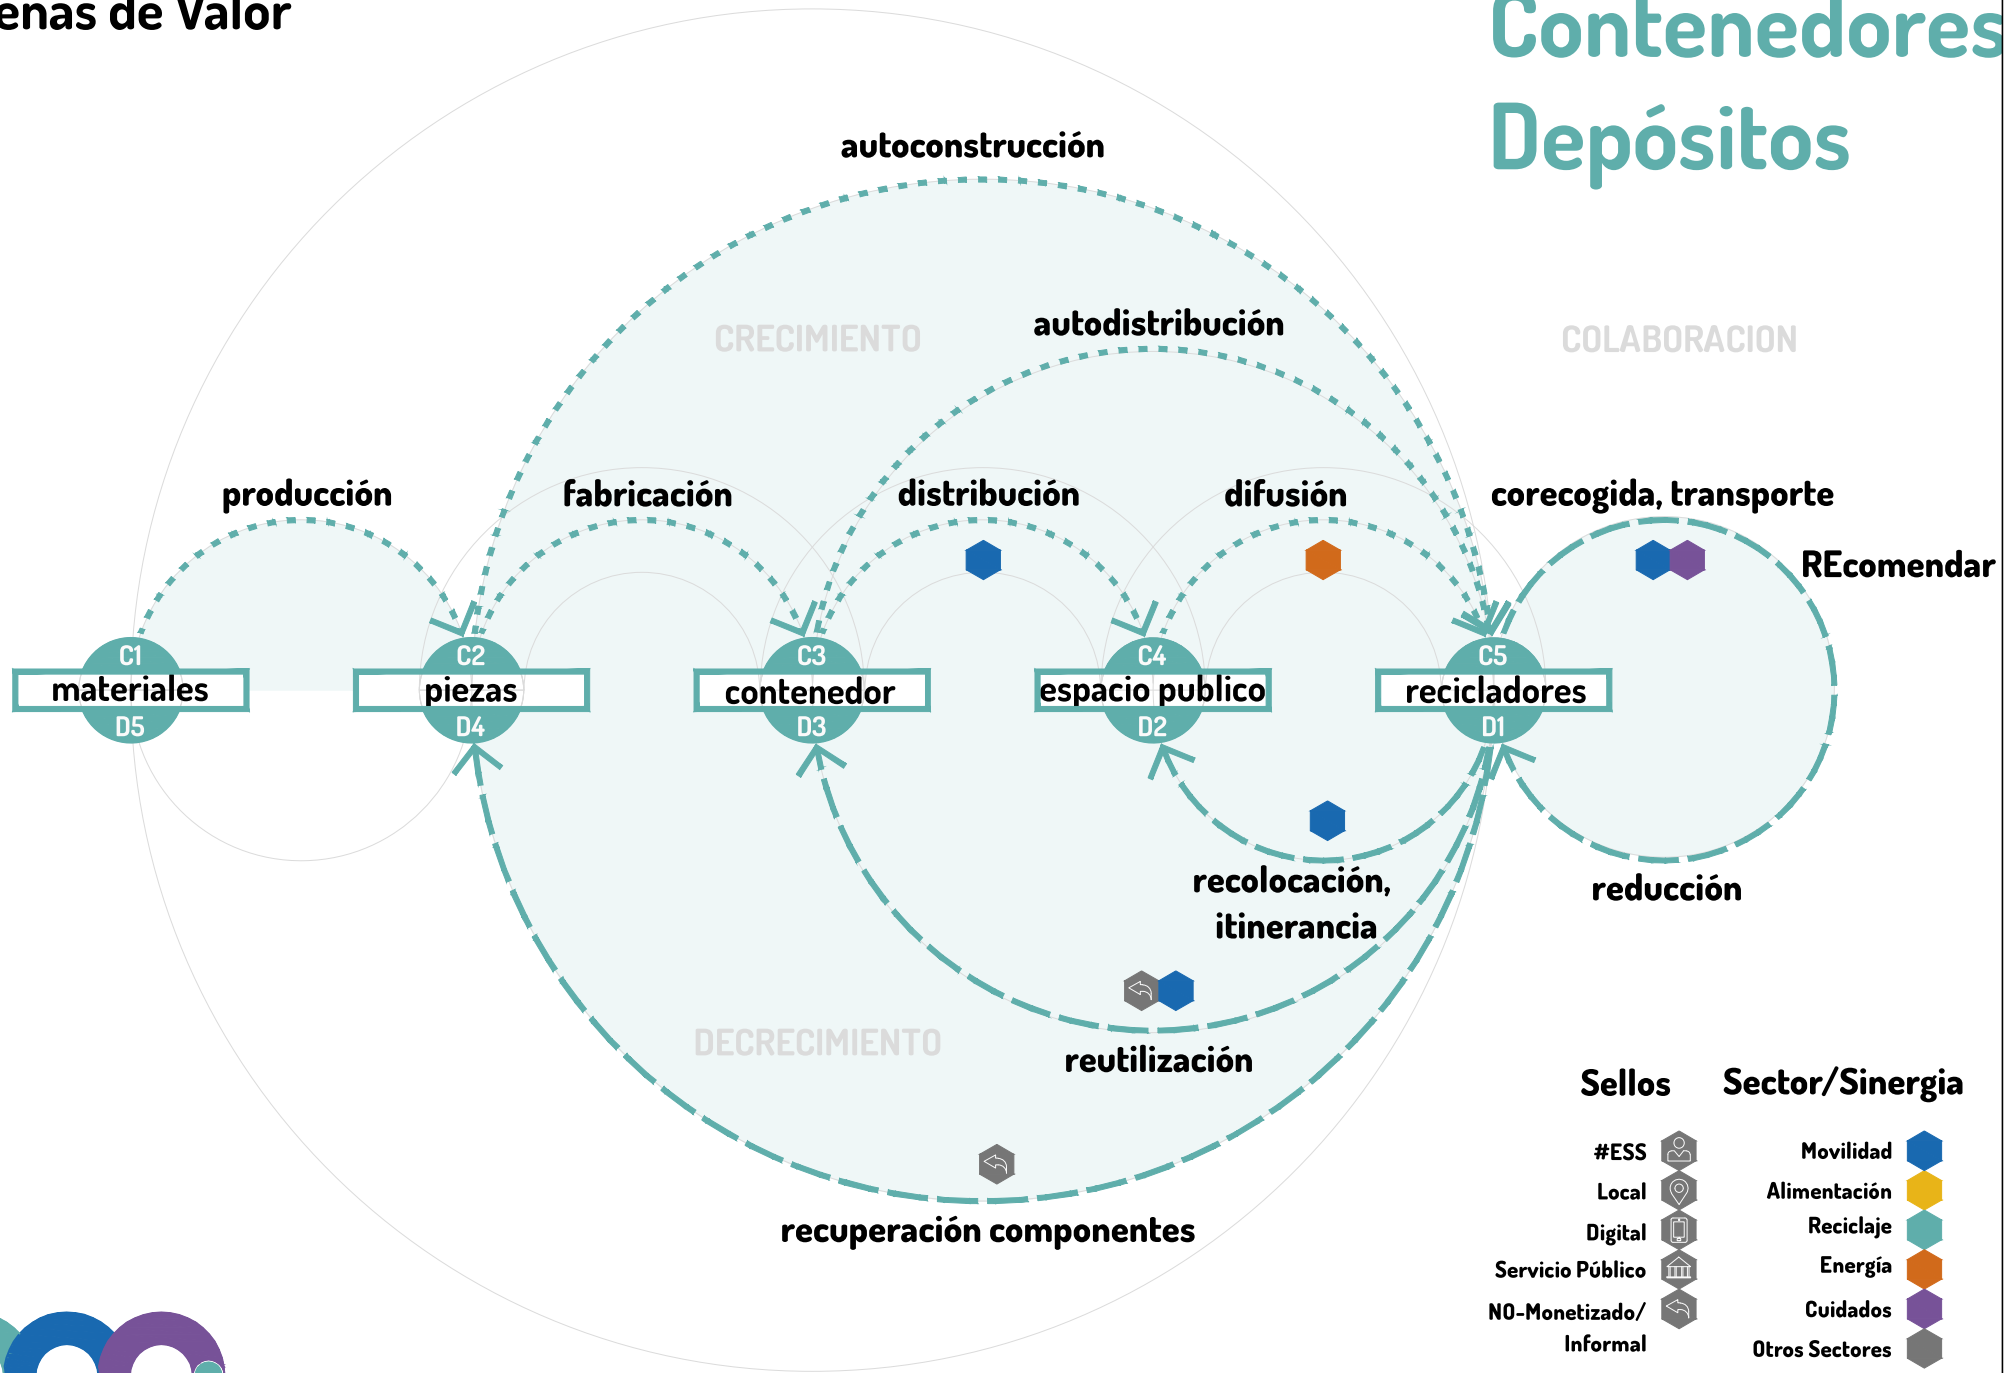 enas de Valor
Contenedores
Depósitos
autoconstrucción
CRECIMIENTO
autodistribución
COLABORACION
producción
fabricación
distribución
difusión
corecogida, transporte
REcomendar
C1
materiales
D5
C2
piezas
D4
C3
contenedor
D3
C4
espacio publico
D2
C5
recicladores
D1
recolocación,
itinerancia
reducción
DECRECIMIENTO
reutilización
recuperación componentes
Sellos
#ESS
Local
Digital
Servicio Público
NO-Monetizado/
Informal
Sector/Sinergia
Movilidad
Alimentación
Reciclaje
Energía
Cuidados
Otros Sectores